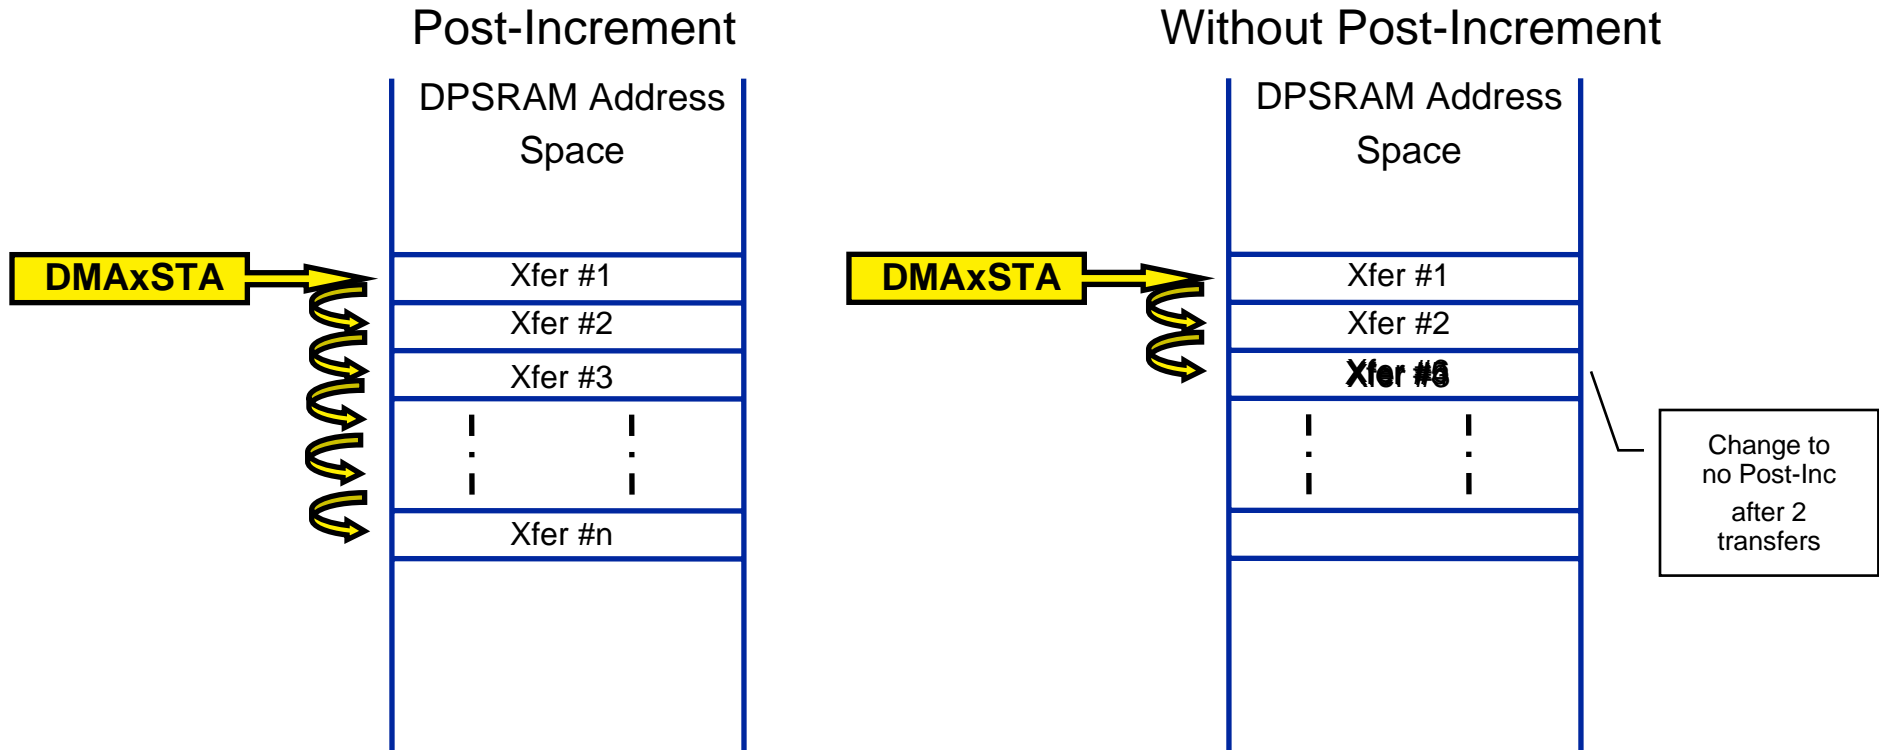 Post-Increment
DPSRAM Address
Space
DMAxSTA
Xfer #1
Xfer #2
Xfer #3
Xfer #n
Without Post-Increment
DPSRAM Address
Space
DMAxSTA
Xfer #1
Xfer #2
Xfer
Change to
no Post-Inc
after 2
transfers